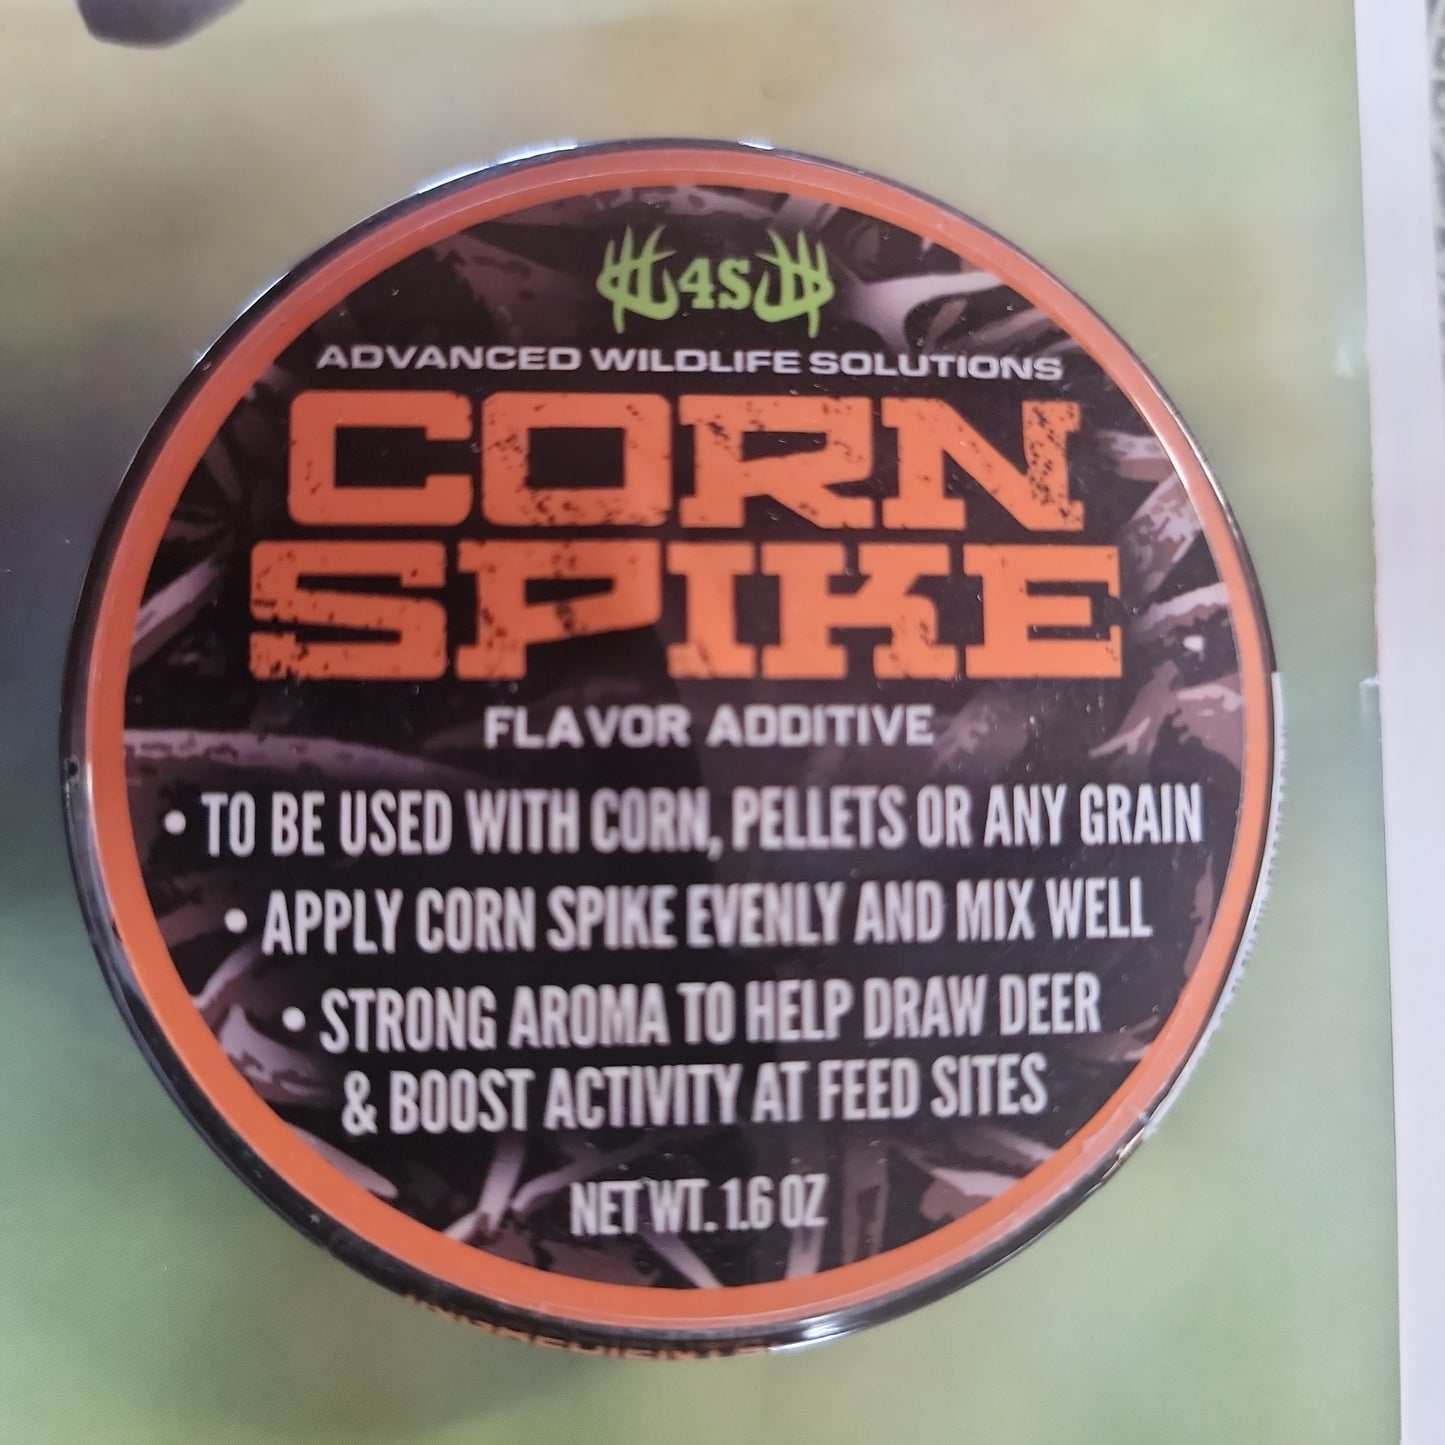 4S
ADVANCED WILDLIFE SOLUTIONS
CORN
SPIKE
FLAVOR ADDITIVE
• TO BE USED WITH CORN, PELLETS OR ANY GRAIN
• APPLY CORN SPIKE EVENLY AND MIX WELL
• STRONG AROMA TO HELP DRAW DEER
& BOOST ACTIVITY AT FEED SITES
NET WT. 1.6 OZ